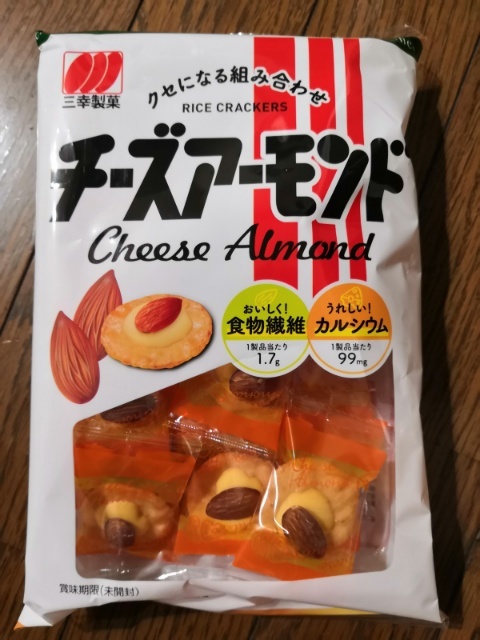 三幸製菓
クセになる組み合わせ
RICE CRACKERS
チーズアーモンド
Cheese Almond
おいしく!
食物繊維
1製品当たり
1.7g
うれしい!
カルシウム
1製品当たり
99mg
賞味期限(未開封)